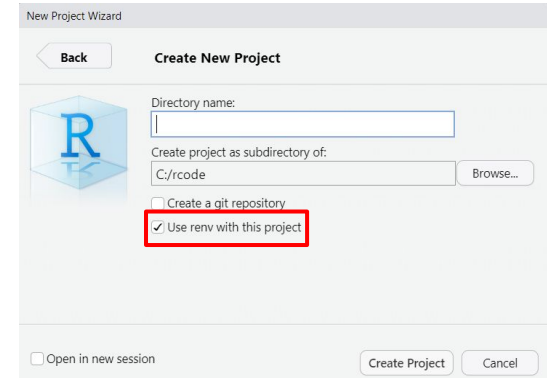 New Project Wizard
Back
Create New Project
R
Directory name:
Create project as subdirectory of:
C:/rcode
Browse...
Create a git repository
Use renv with this project
Open in new session
Create Project
Cancel